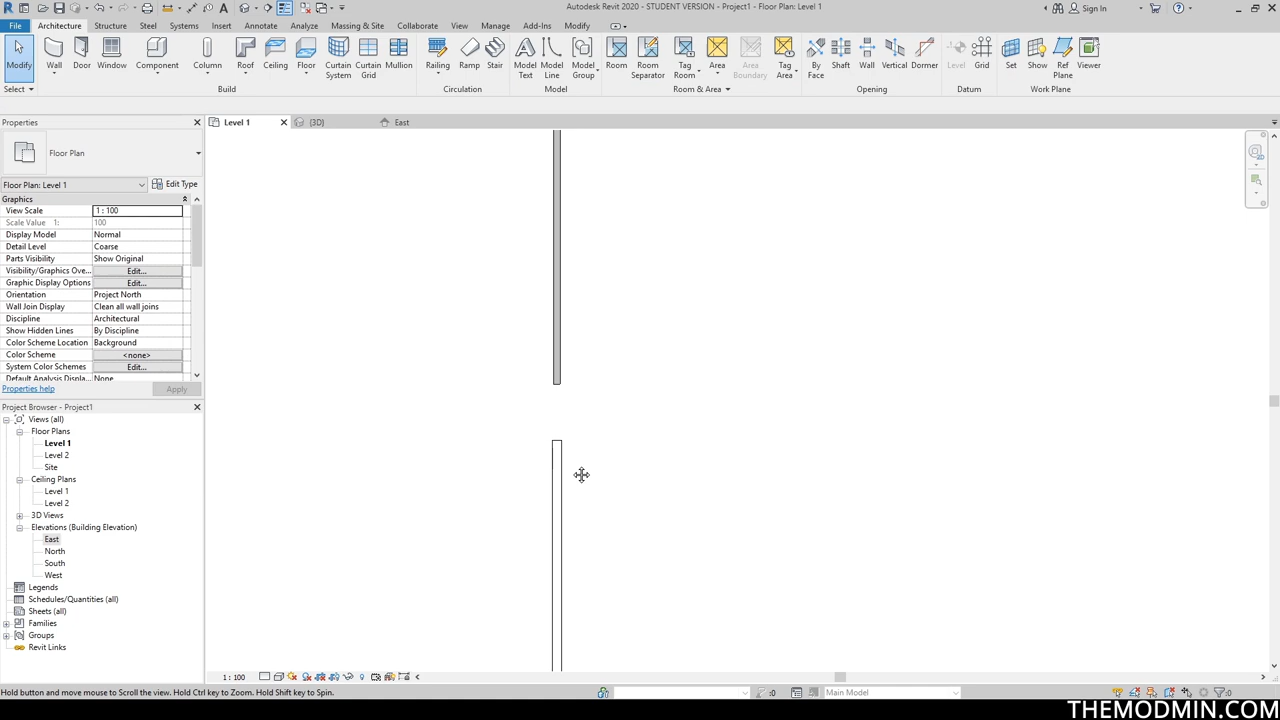 Autodesk Revit 2020 - STUDENT VERSION - Project1 - Floor Plan: Level 1
Sign In
File Architecture Structure Steel Systems Insert Annotate Analyze Massing & Site Collaborate View Manage Add-Ins Modify
Modify Wall Door Window Component Column Roof Ceiling Floor Curtain System Curtain Grid Mullion Railing Ramp Stair Model Text Model Line Model Group Room Room Separator Tag Room Area Area Boundary Tag Area By Face Shaft Wall Vertical Dormer Level Grid Set Show Ref Plane Viewer
Select Build Circulation Model Room & Area Opening Datum Work Plane
Properties
Level 1 {3D} East
Floor Plan
Floor Plan: Level 1 Edit Type
Graphics
View Scale 1 : 100
Scale Value 1: 100
Display Model Normal
Detail Level Coarse
Parts Visibility Show Original
Visibility/Graphics Ove... Edit...
Graphic Display Options Edit...
Orientation Project North
Wall Join Display Clean all wall joins
Discipline Architectural
Show Hidden Lines By Discipline
Color Scheme Location Background
Color Scheme <none>
System Color Schemes Edit...
Default Analysis Displa... None
Properties help Apply
Project Browser - Project1
Views (all)
Floor Plans
Level 1
Level 2
Site
Ceiling Plans
Level 1
Level 2
3D Views
Elevations (Building Elevation)
East
North
South
West
Legends
Schedules/Quantities (all)
Sheets (all)
Families
Groups
Revit Links
1 : 100
Hold button and move mouse to Scroll the view. Hold Ctrl key to Zoom. Hold Shift key to Spin. :0 Main Model :0
THEMODMIN.COM